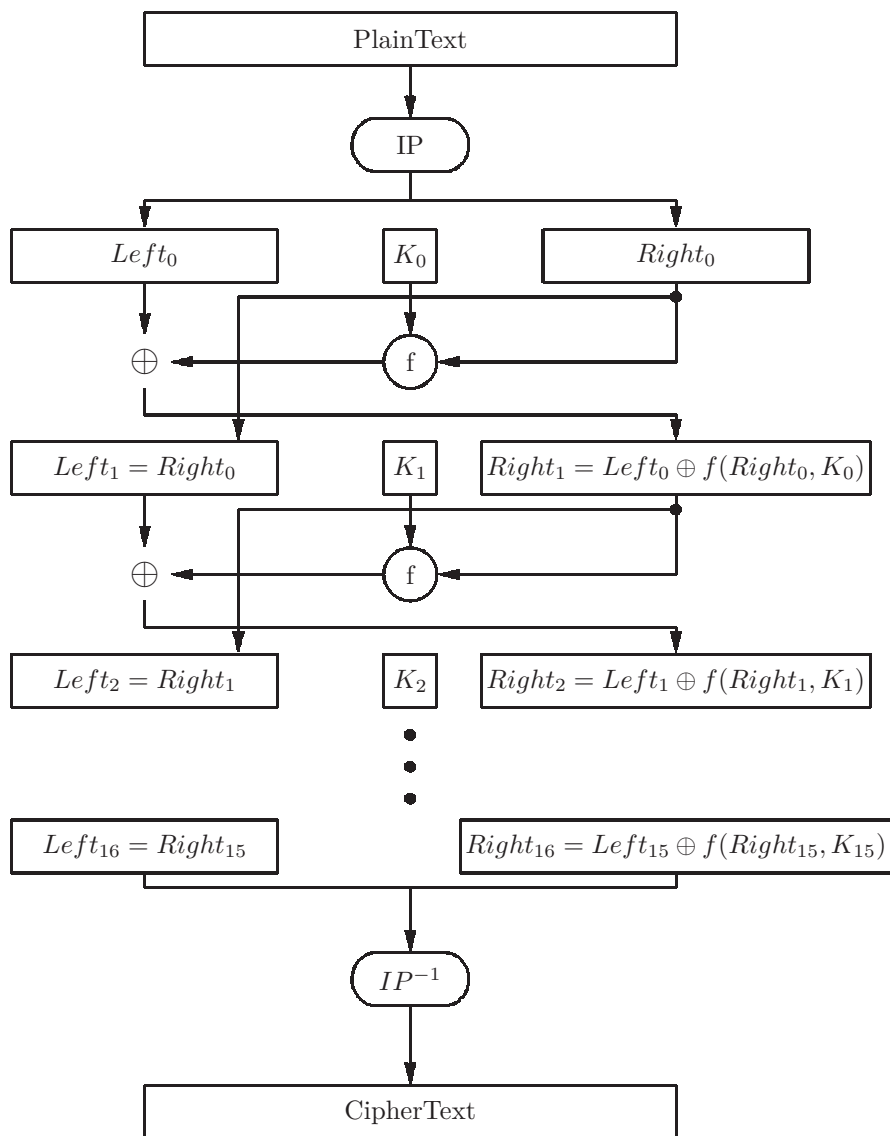 PlainText
IP
Left₀ K₀ Right₀
⊕ f
Left₁ = Right₀ K₁ Right₁ = Left₀ ⊕ f(Right₀, K₀)
⊕ f
Left₂ = Right₁ K₂ Right₂ = Left₁ ⊕ f(Right₁, K₁)
Left₁₆ = Right₁₅ Right₁₆ = Left₁₅ ⊕ f(Right₁₅, K₁₅)
IP⁻¹
CipherText